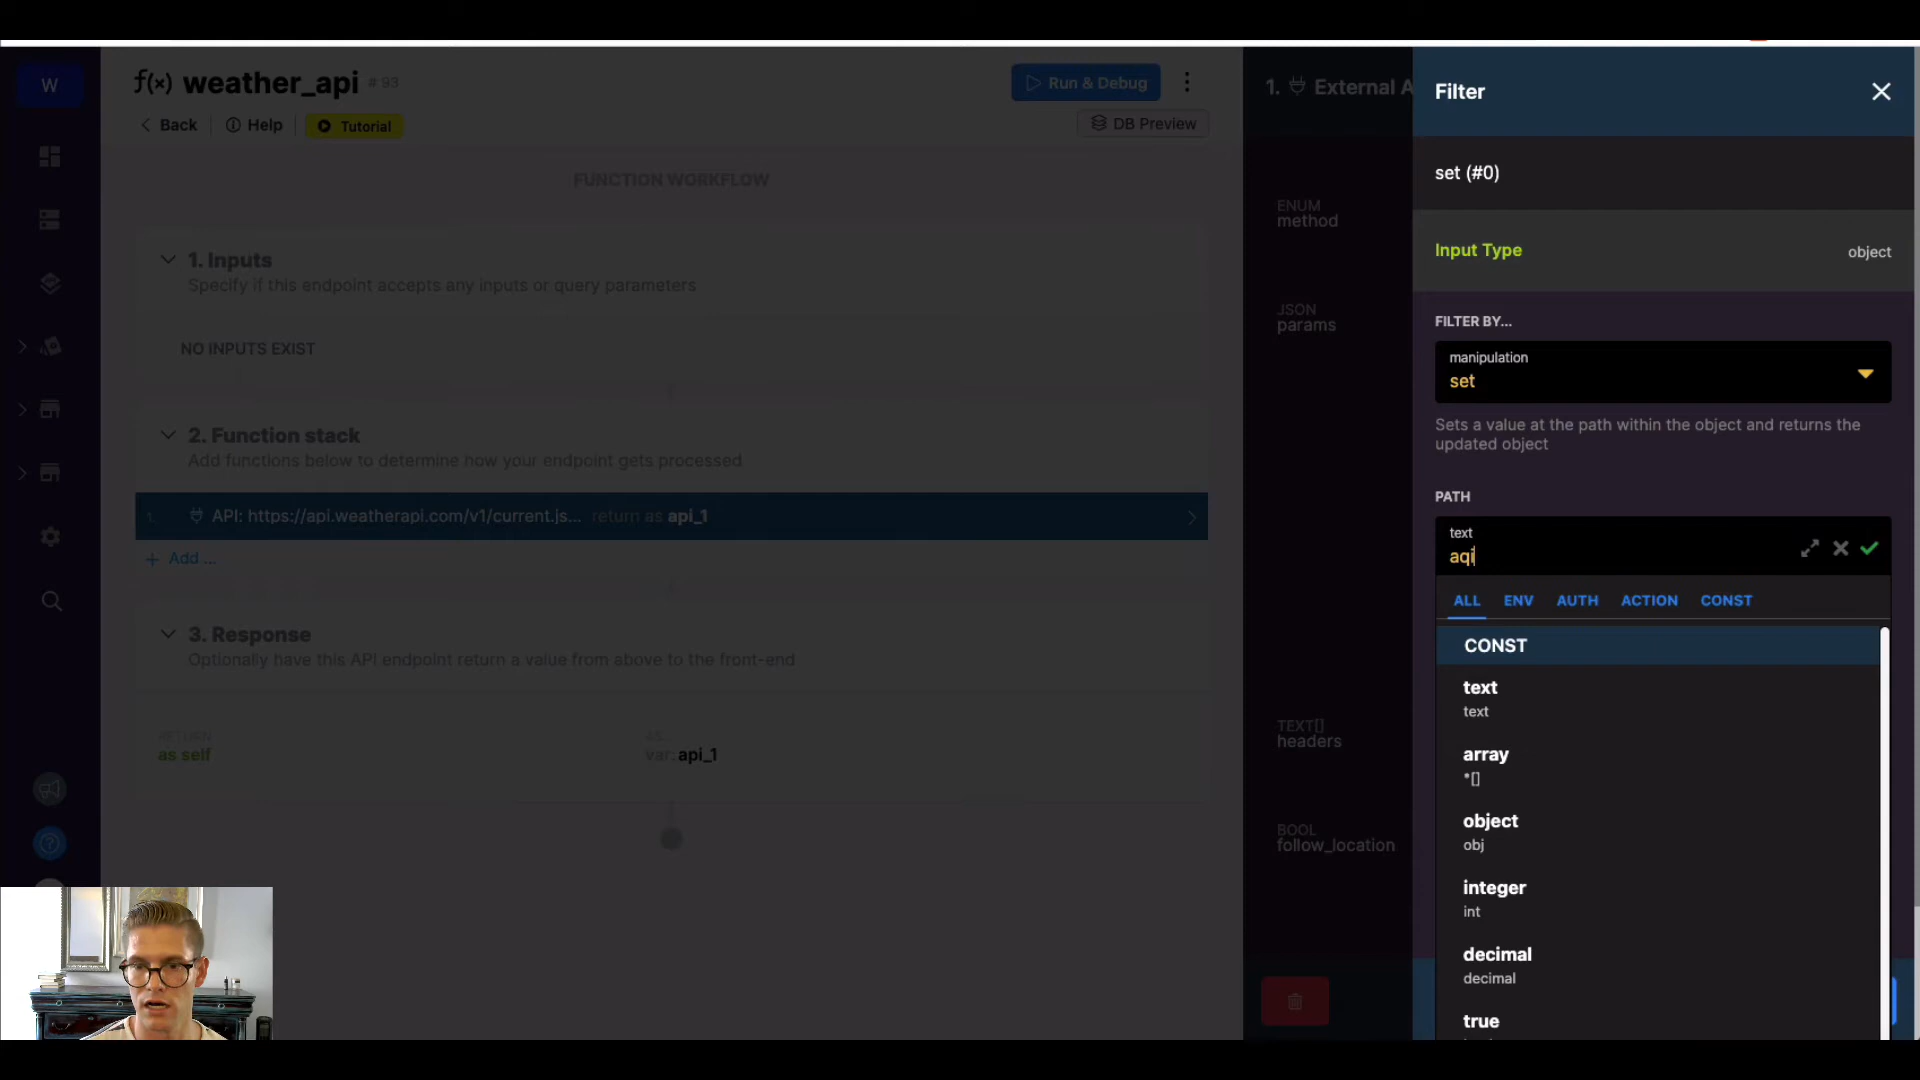 W
f(x) weather_api #93
Run & Debug
Back
Help
Tutorial
DB Preview
FUNCTION WORKFLOW
1. Inputs
Specify if this endpoint accepts any inputs or query parameters
NO INPUTS EXIST
2. Function stack
Add functions below to determine how your endpoint gets processed
1. API: https://api.weatherapi.com/v1/current.js... return as api_1
+ Add ...
3. Response
Optionally have this API endpoint return a value from above to the front-end
RETURN
as self
AS
var: api_1
1. External A
ENUM
method
JSON
params
TEXT[]
headers
BOOL
follow_location
Filter
set (#0)
Input Type
object
FILTER BY...
manipulation
set
Sets a value at the path within the object and returns the
updated object
PATH
text
aqi
ALL ENV AUTH ACTION CONST
CONST
text
text
array
*[]
object
obj
integer
int
decimal
decimal
true